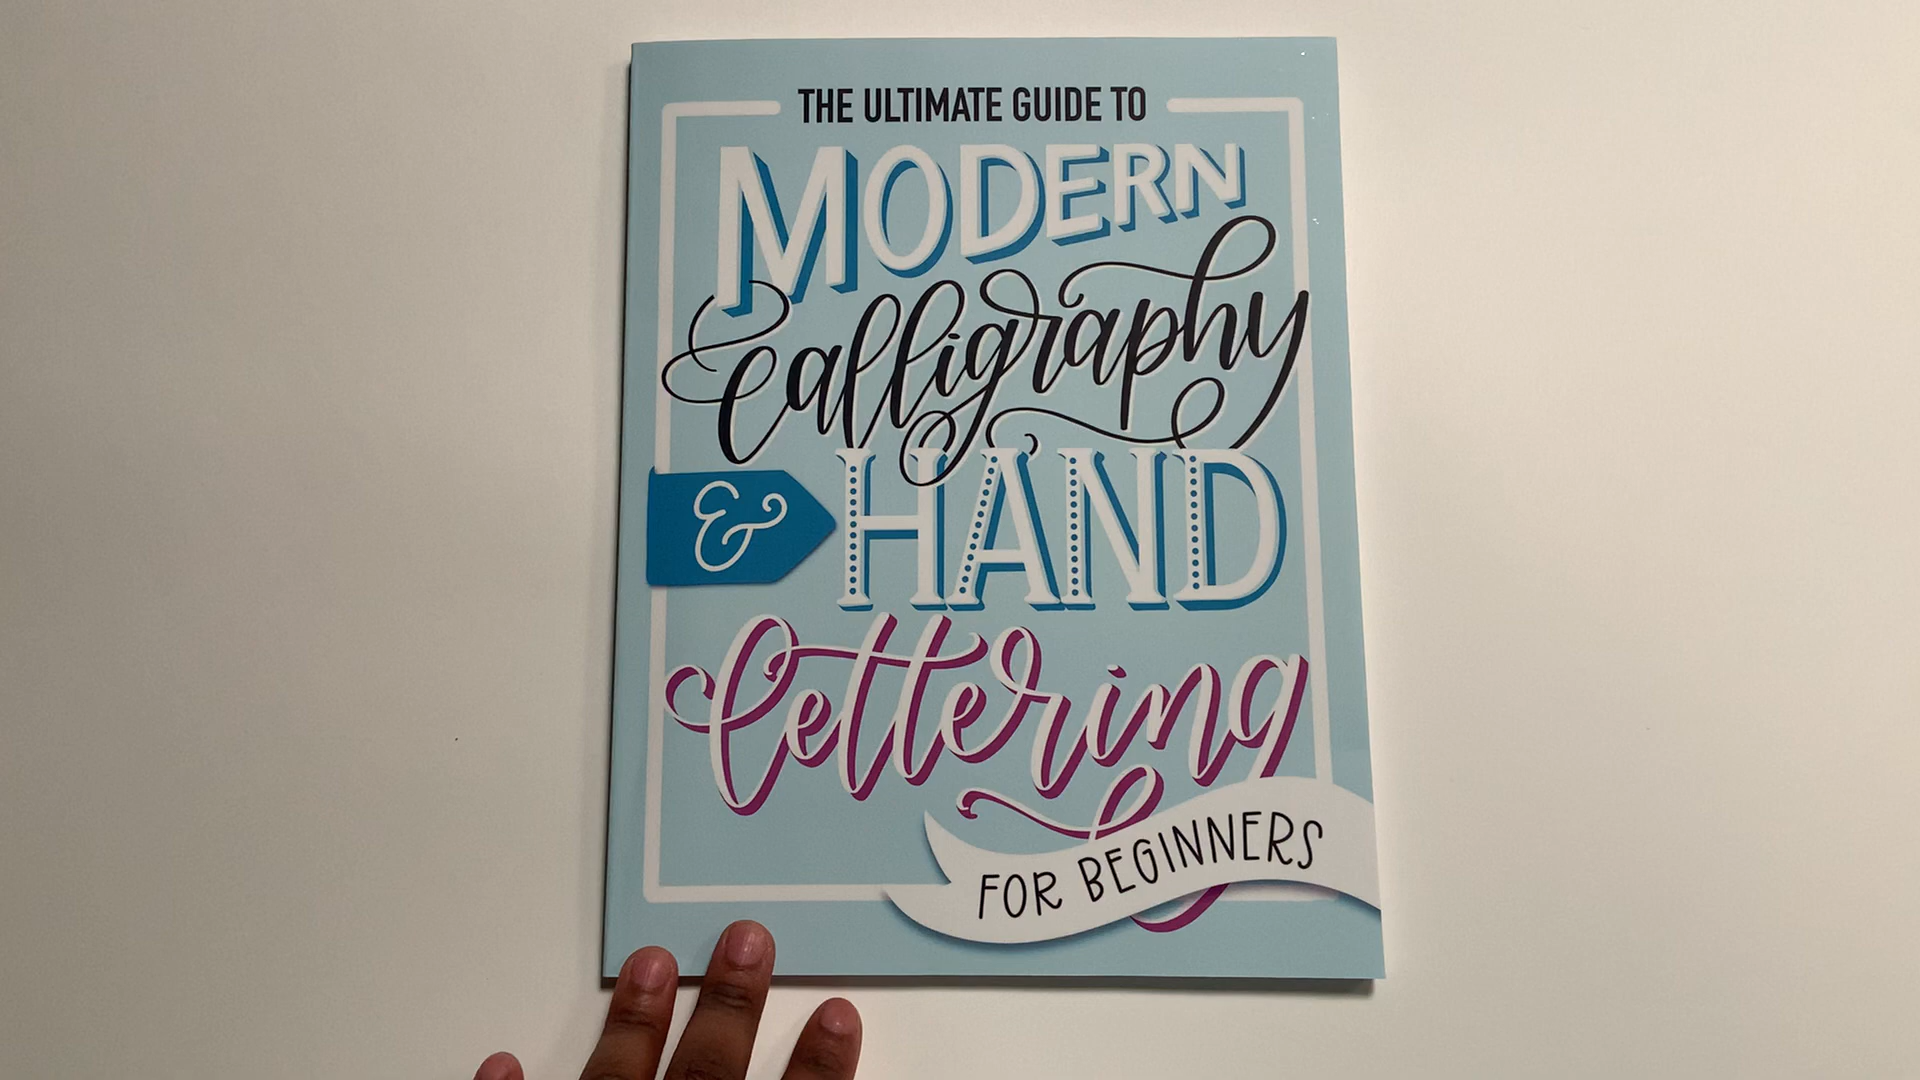 THE ULTIMATE GUIDE TO
MODERN
Calligraphy
& HAND
lettering
FOR BEGINNERS